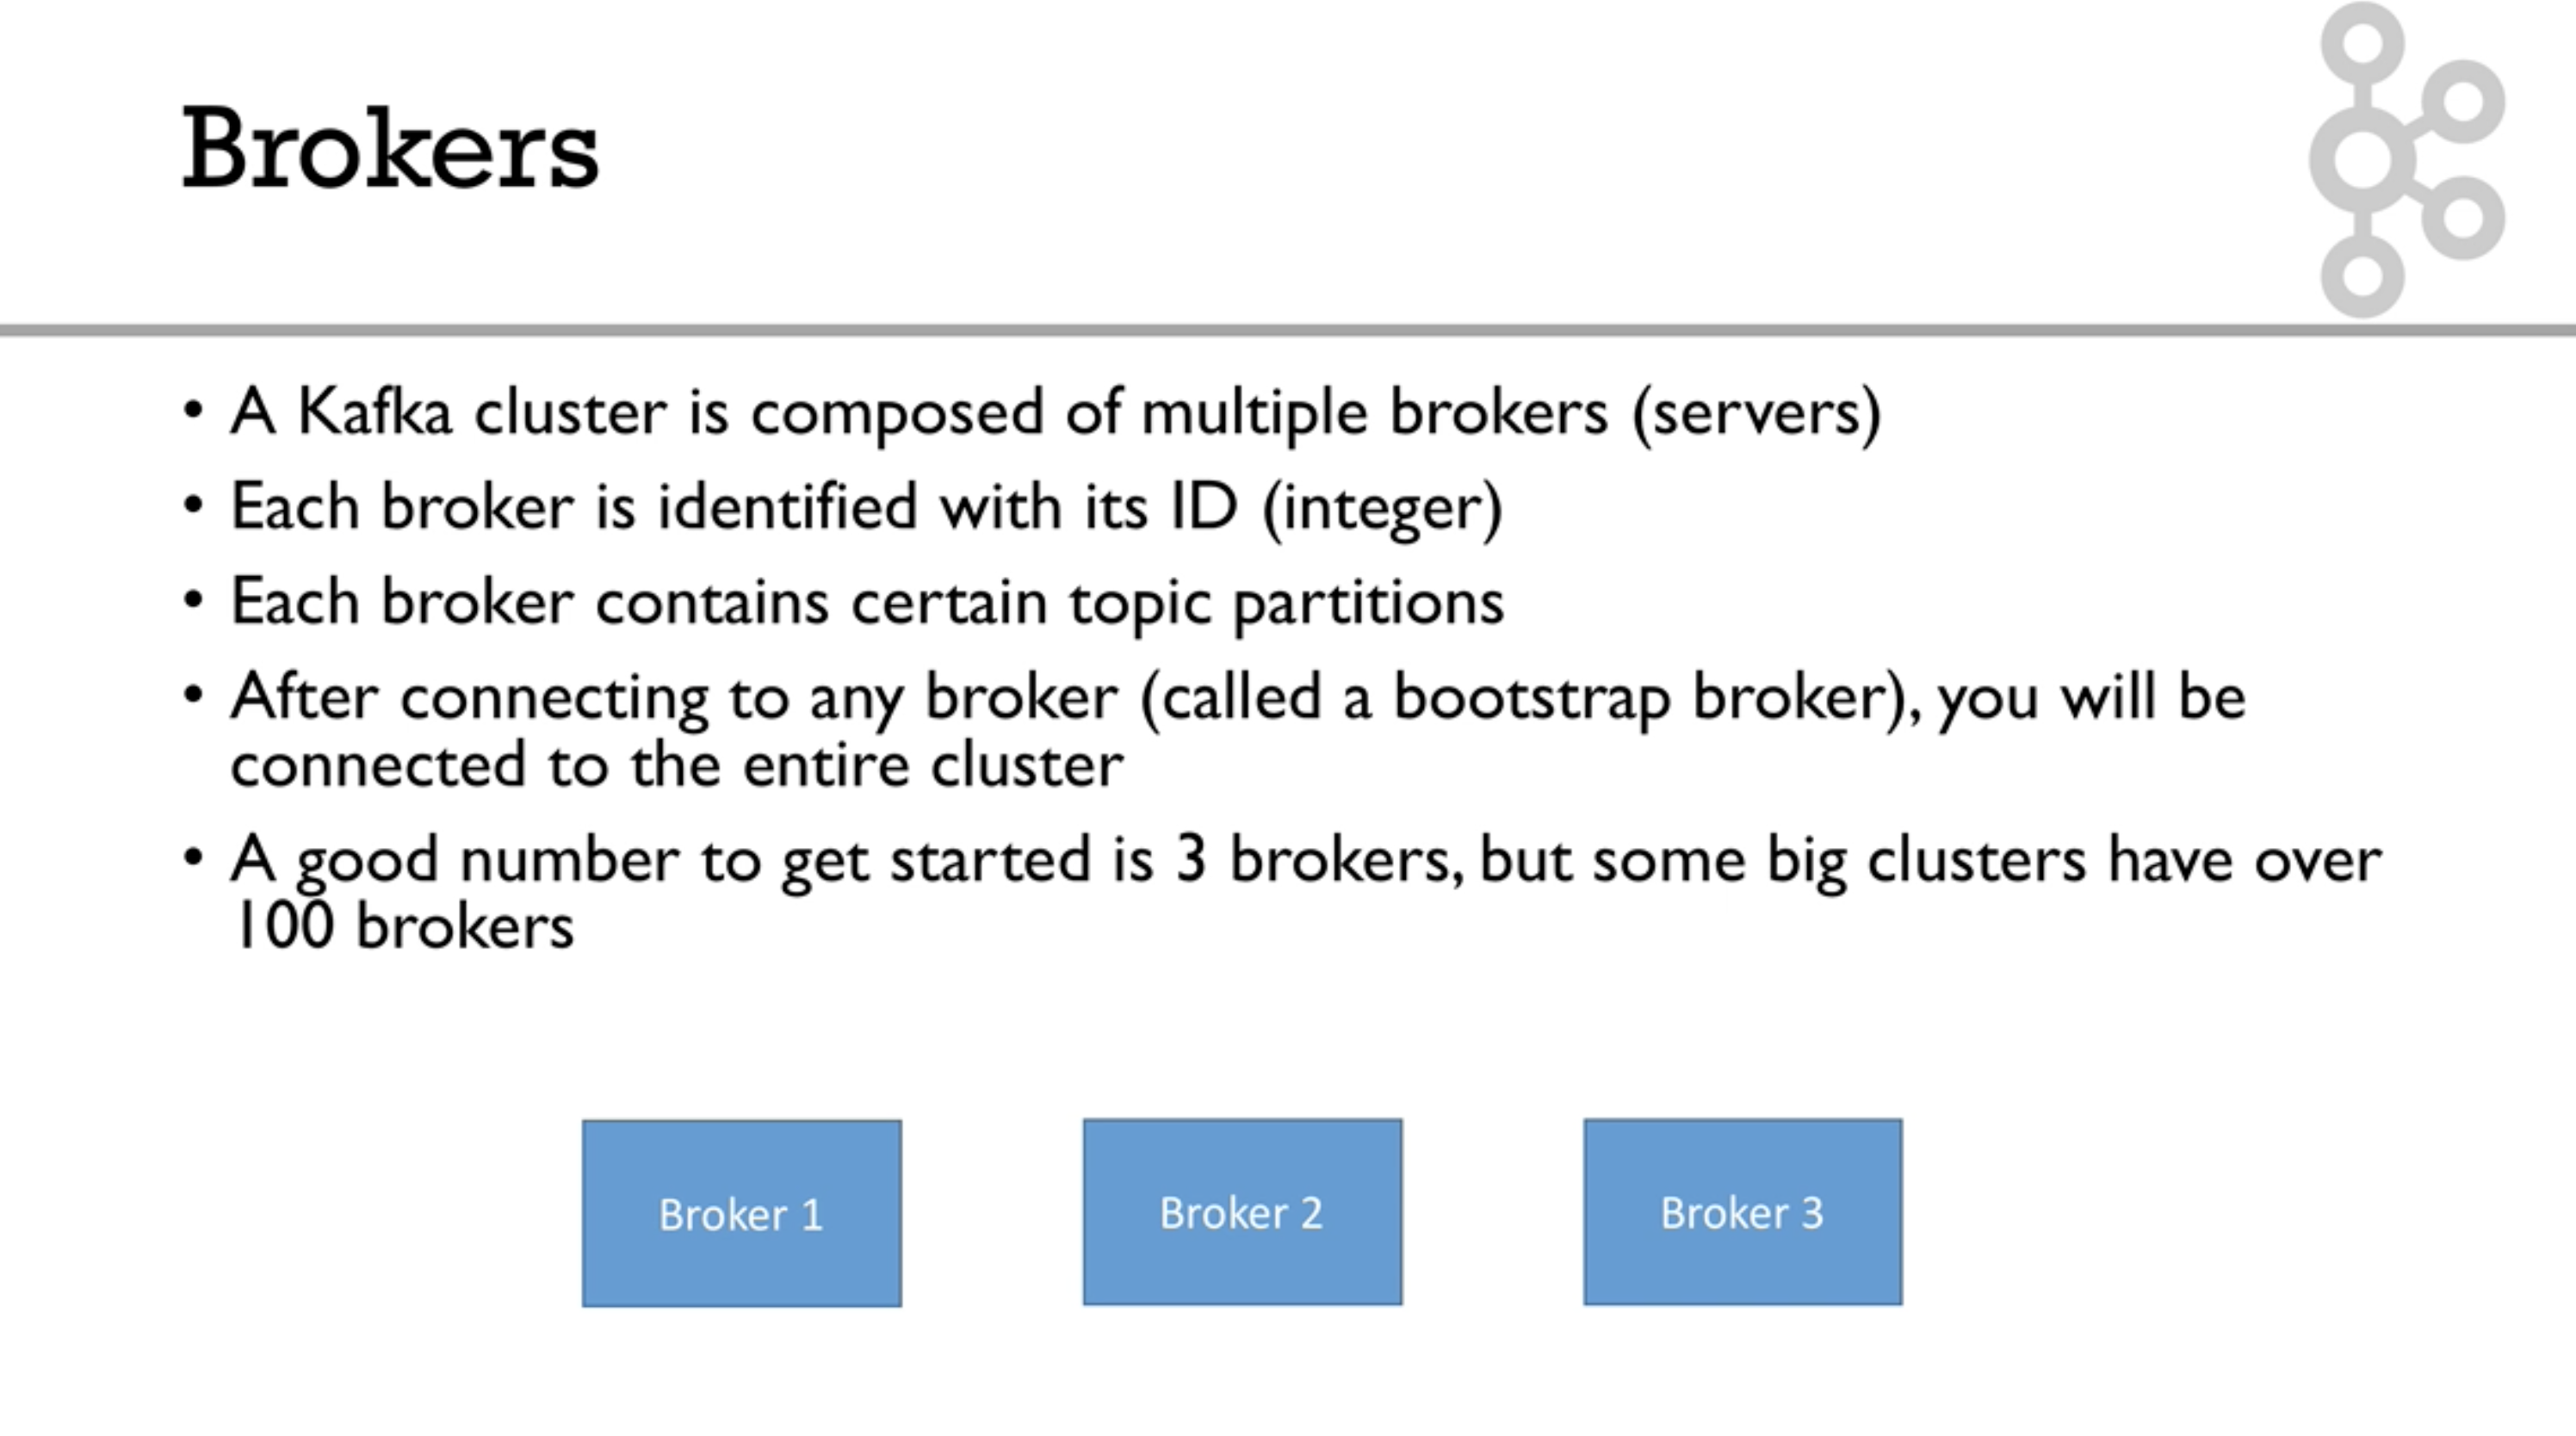 Brokers
• A Kafka cluster is composed of multiple brokers (servers)
• Each broker is identified with its ID (integer)
• Each broker contains certain topic partitions
• After connecting to any broker (called a bootstrap broker), you will be
connected to the entire cluster
• A good number to get started is 3 brokers, but some big clusters have over
100 brokers
Broker 1
Broker 2
Broker 3